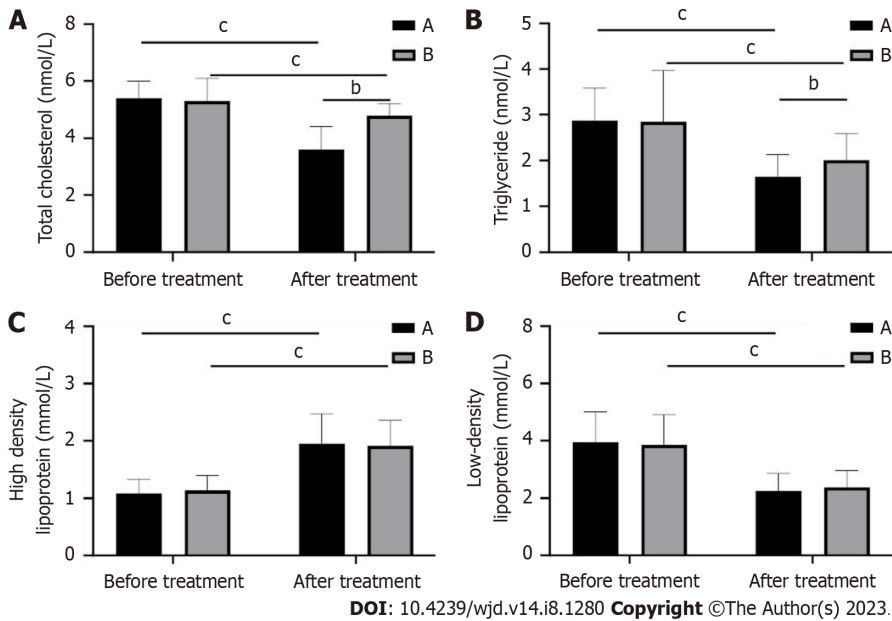 A
Total cholesterol (nmol/L)
8
6
4
2
0
c
c
b
A
B
Before treatment
After treatment
B
Triglyceride (nmol/L)
5
4
3
2
1
0
c
c
b
A
B
Before treatment
After treatment
C
High density
lipoprotein (mmol/L)
4
3
2
1
0
c
c
A
B
Before treatment
After treatment
D
Low-density
lipoprotein (mmol/L)
8
6
4
2
0
c
c
A
B
Before treatment
After treatment
DOI: 10.4239/wjd.v14.i8.1280 Copyright ©The Author(s) 2023.